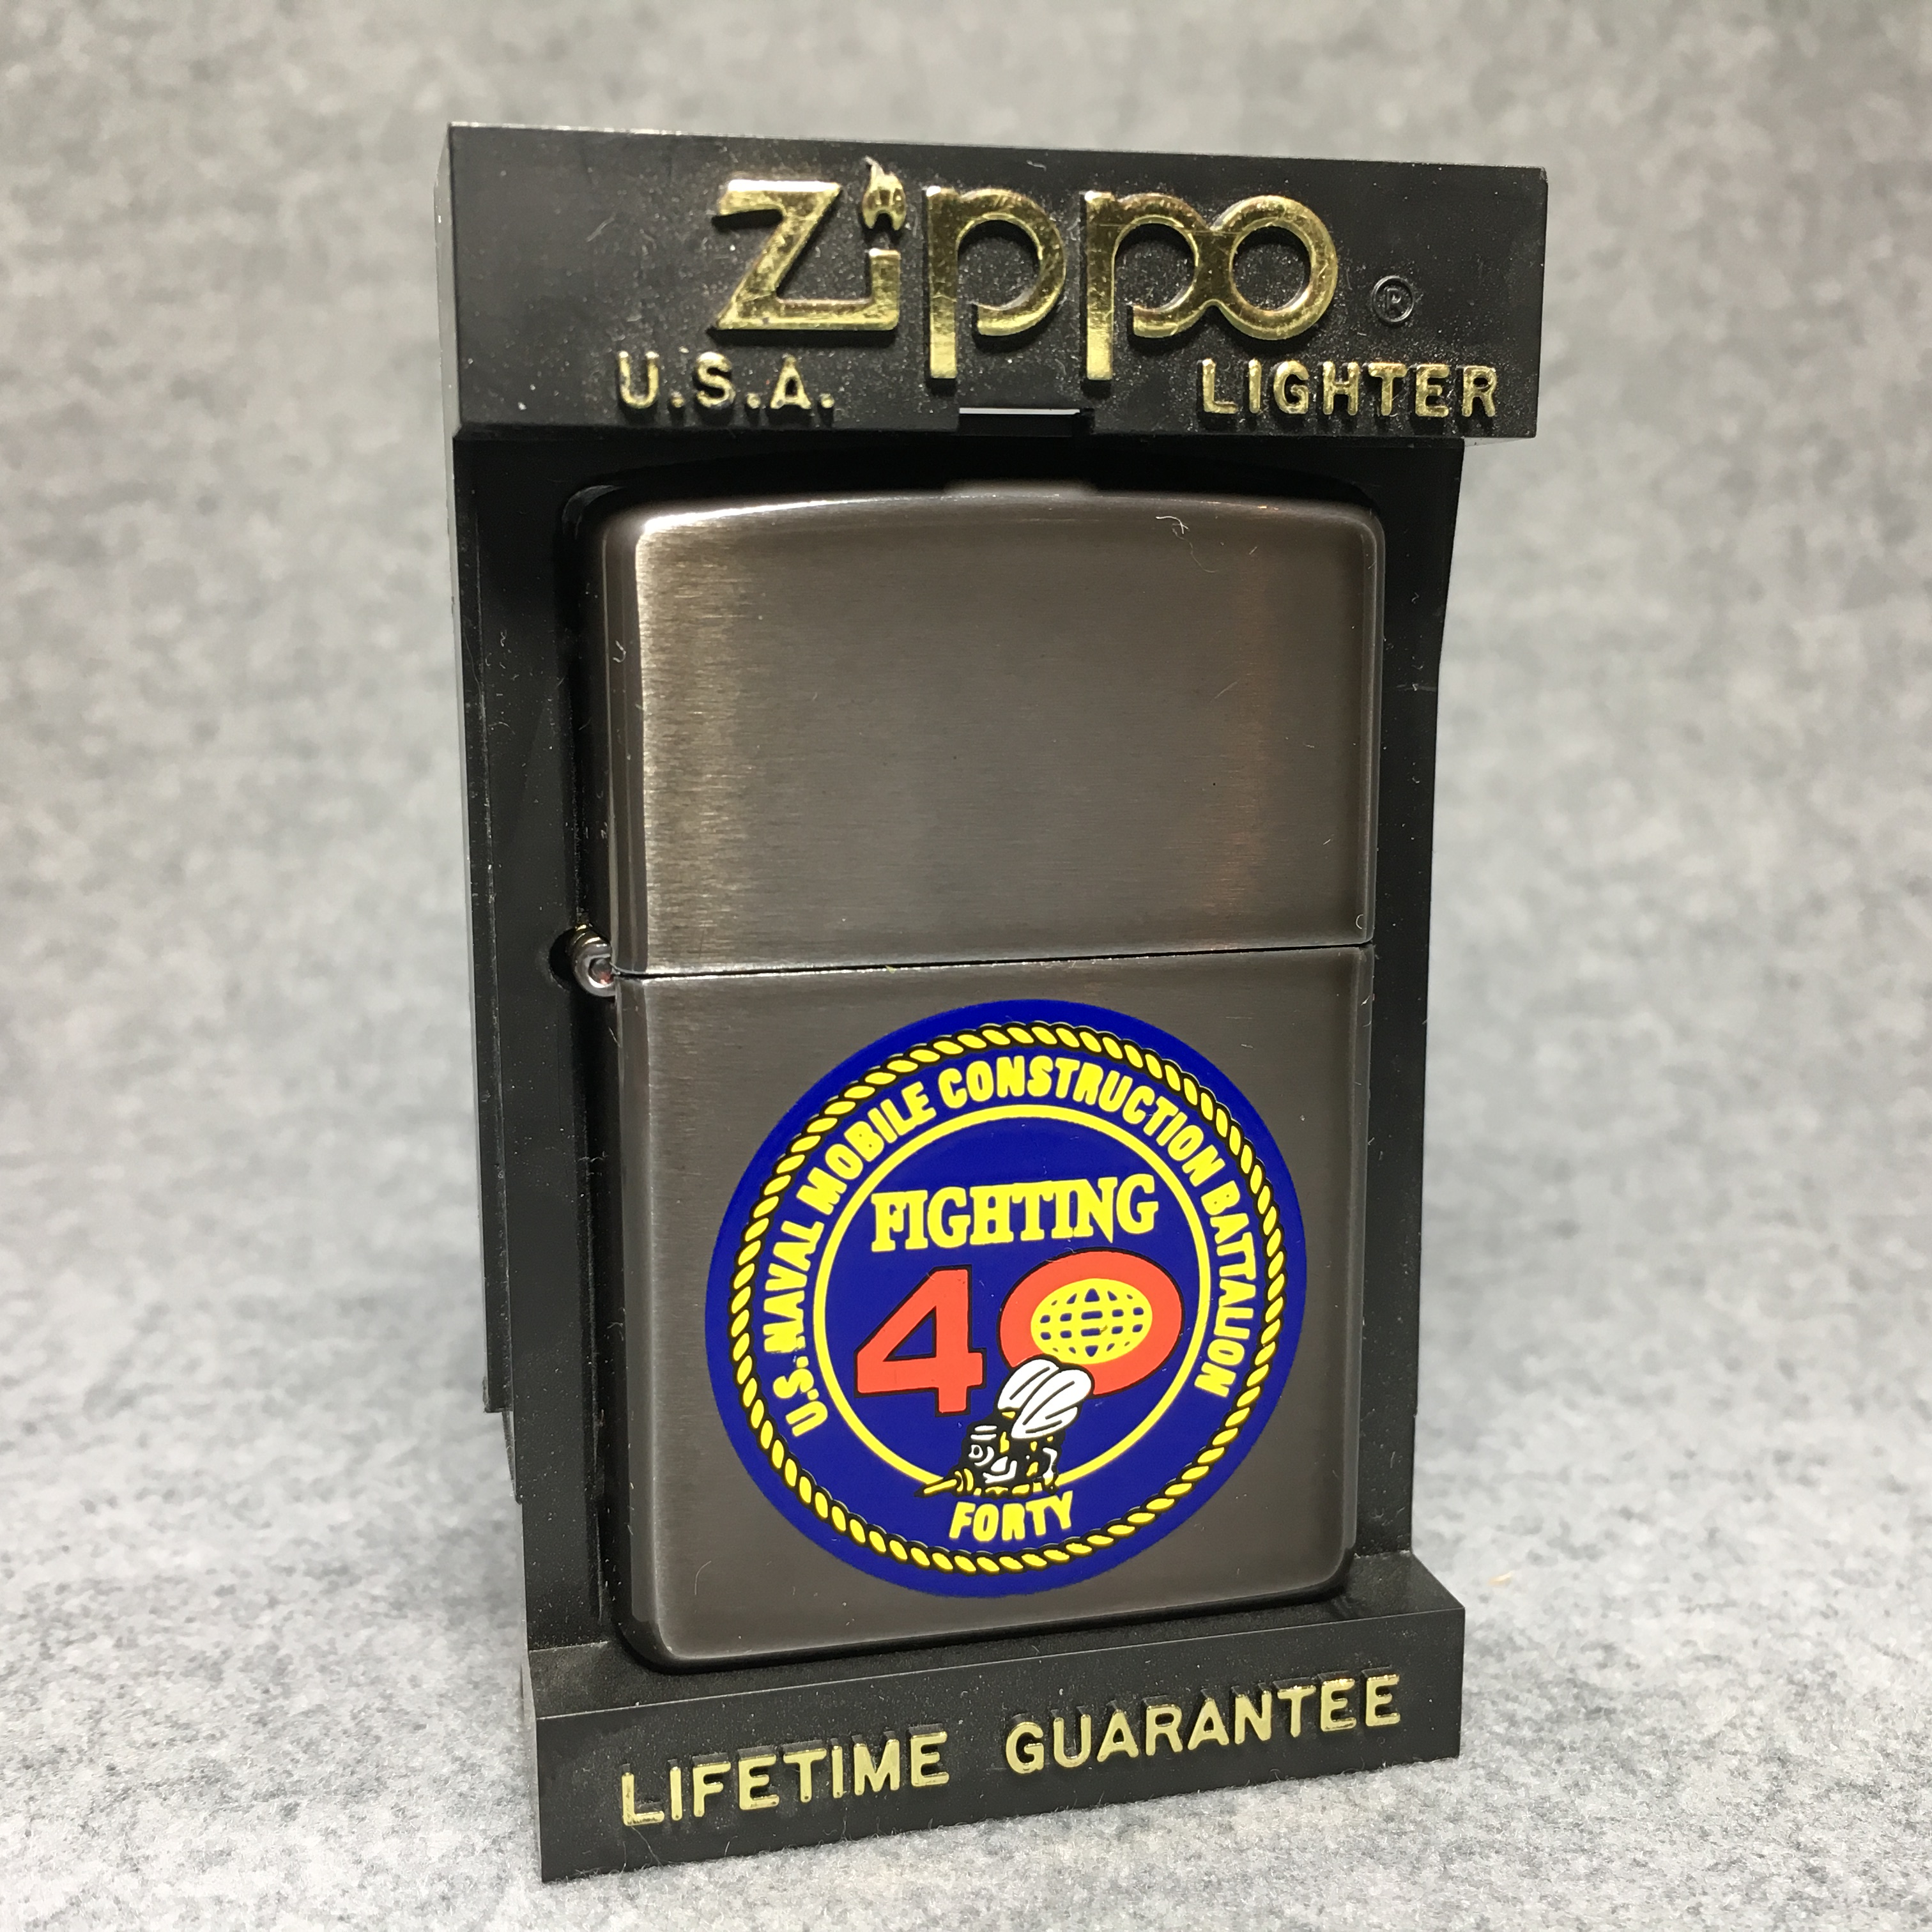 Zippo ®
U.S.A. LIGHTER
U.S. NAVAL MOBILE CONSTRUCTION BATTALION
FIGHTING
40
FORTY
LIFETIME GUARANTEE